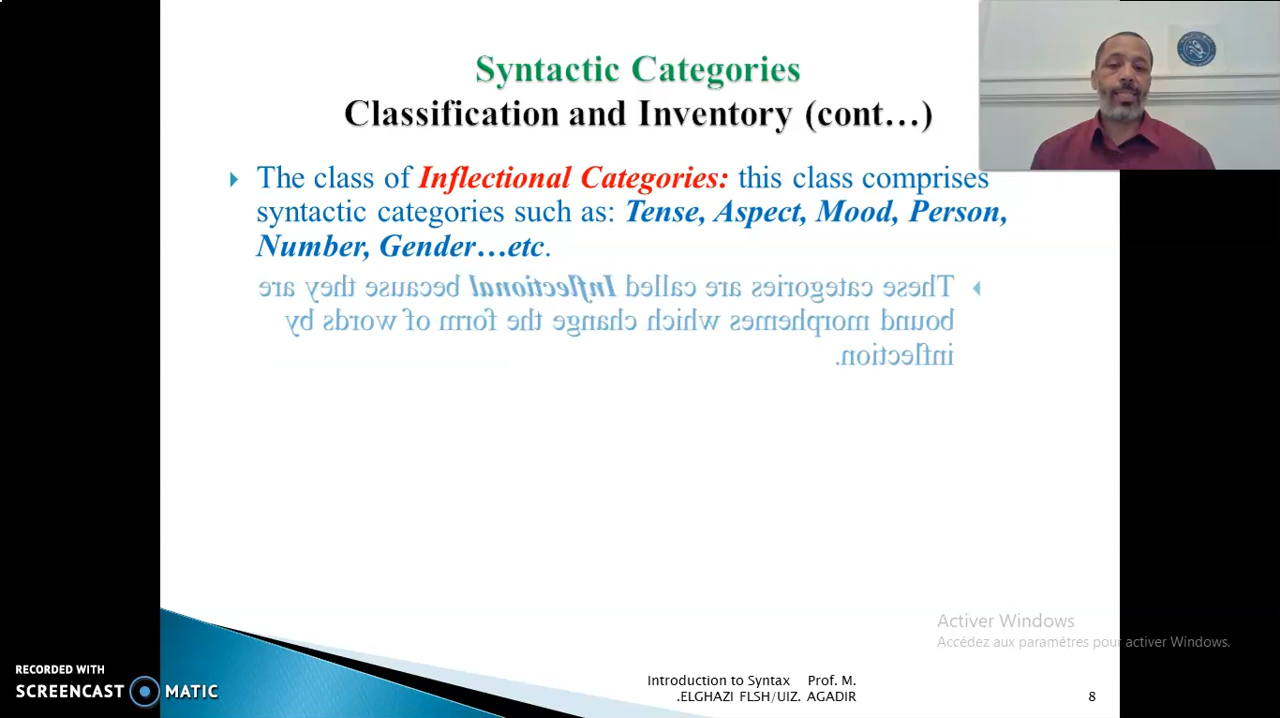 Syntactic Categories
Classification and Inventory (cont…)
The class of Inflectional Categories: this class comprises
syntactic categories such as: Tense, Aspect, Mood, Person,
Number, Gender…etc.
These categories are called Inflectional because they are
bound morphemes which change the form of words by
inflection.
Activer Windows
Accédez aux paramètres pour activer Windows.
RECORDED WITH
SCREENCAST MATIC
Introduction to Syntax Prof. M.
.ELGHAZI FLSH/UIZ. AGADIR
8